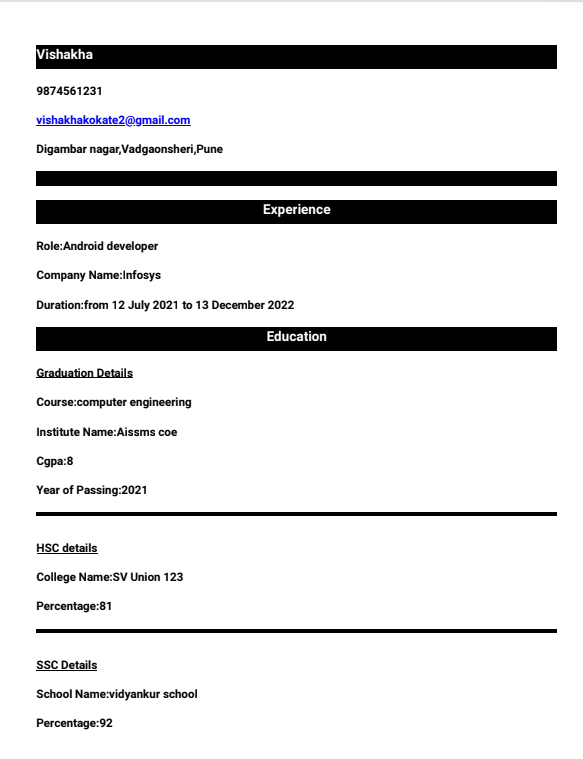 Vishakha
9874561231
vishakhakokate2@gmail.com
Digambar nagar,Vadgaonsheri,Pune
Experience
Role:Android developer
Company Name:Infosys
Duration:from 12 July 2021 to 13 December 2022
Education
Graduation Details
Course:computer engineering
Institute Name:Aissms coe
Cgpa:8
Year of Passing:2021
HSC details
College Name:SV Union 123
Percentage:81
SSC Details
School Name:vidyankur school
Percentage:92